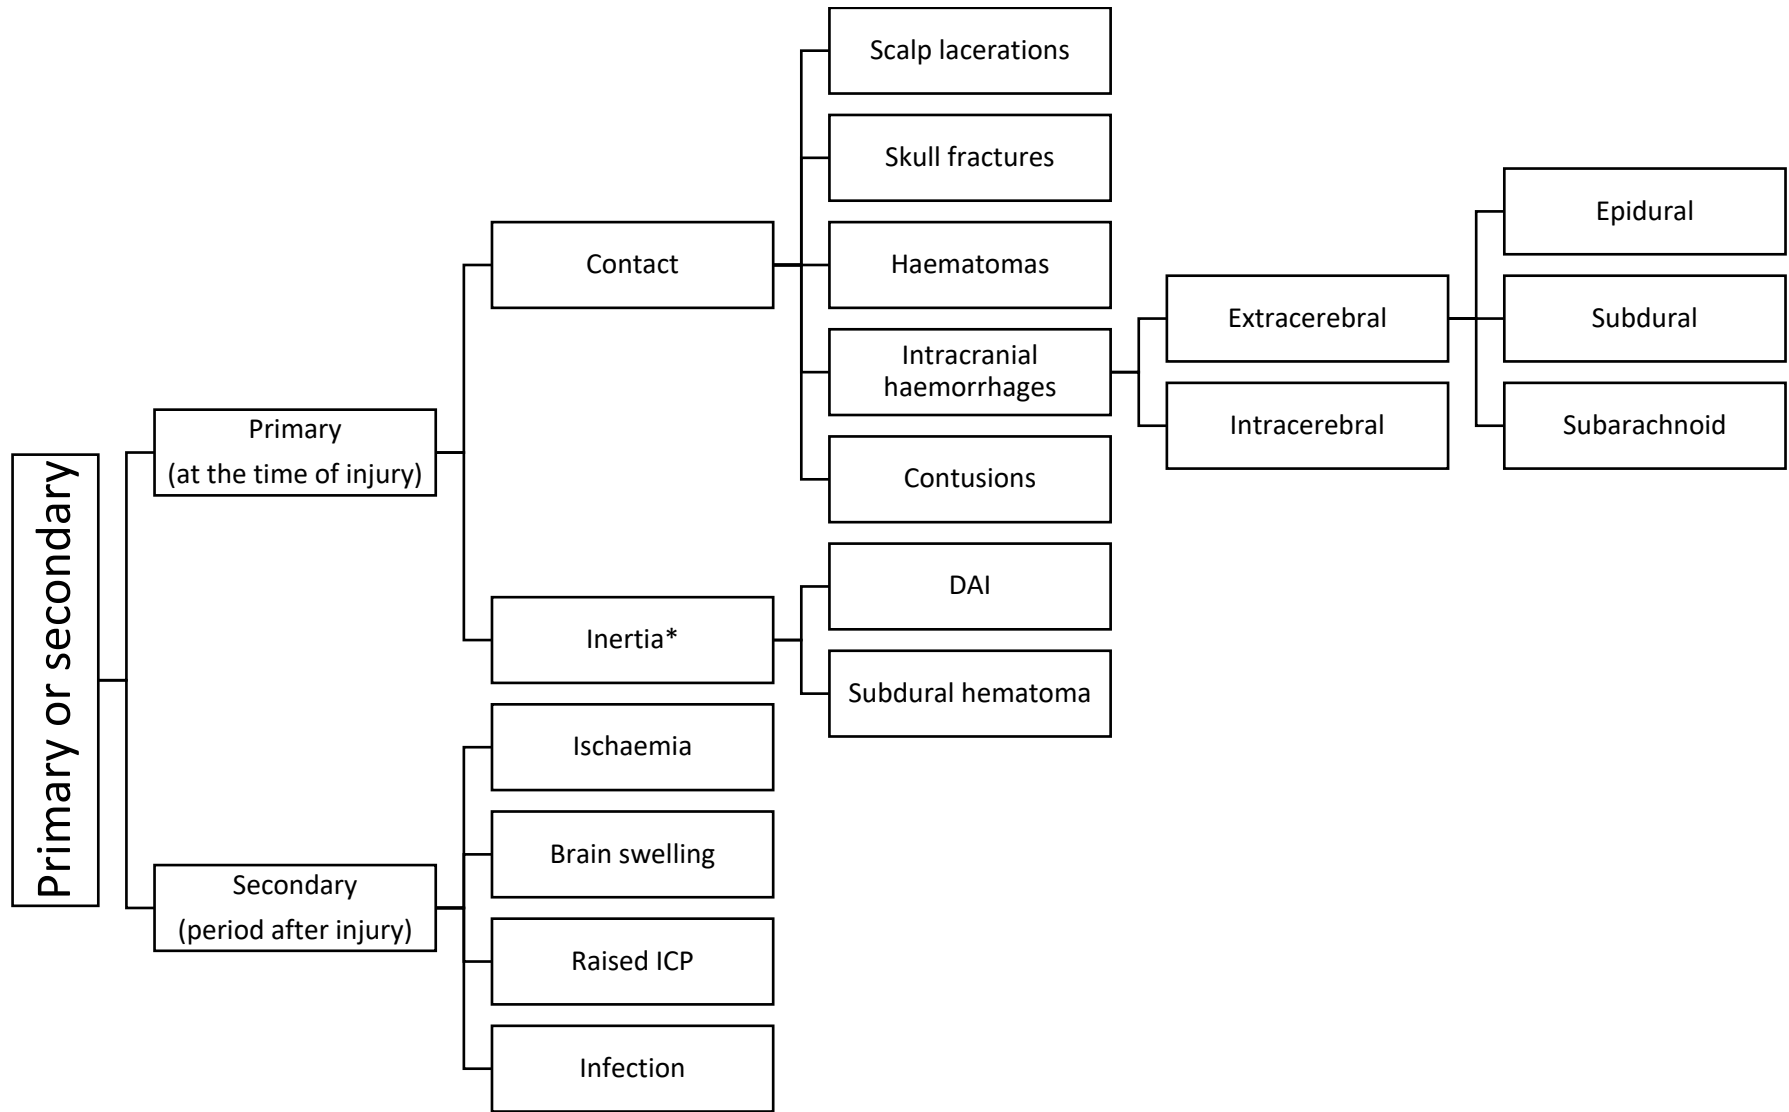 Primary or secondary
Primary
(at the time of injury)
Contact
Scalp lacerations
Skull fractures
Haematomas
Intracranial
haemorrhages
Extracerebral
Epidural
Subdural
Subarachnoid
Intracerebral
Contusions
Inertia*
DAI
Subdural hematoma
Secondary
(period after injury)
Ischaemia
Brain swelling
Raised ICP
Infection